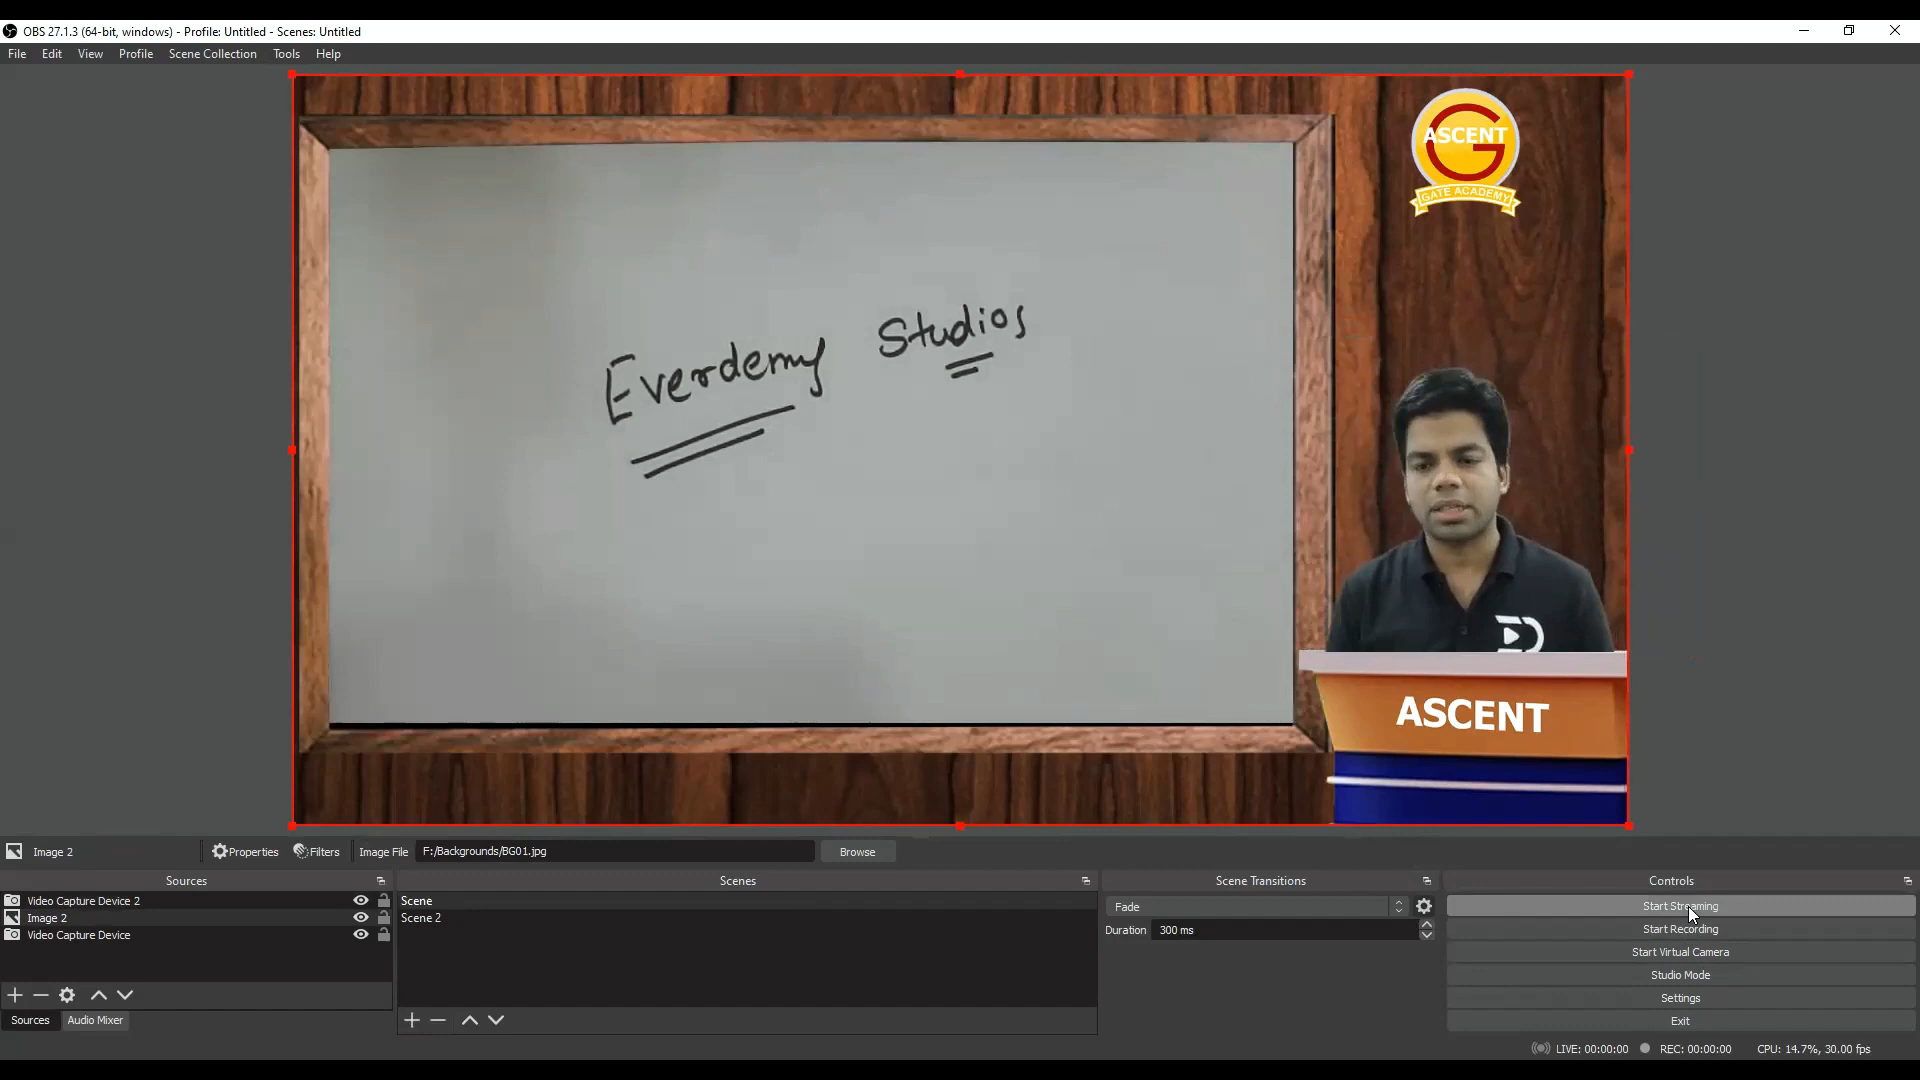 OBS 27.1.3 (64-bit, windows) - Profile: Untitled - Scenes: Untitled
File Edit View Profile Scene Collection Tools Help
ASCENT
G
GATE ACADEMY
Everdemy Studios
ASCENT
Image 2 Properties Filters Image File F:/Backgrounds/BG01.jpg Browse
Sources
Video Capture Device 2
Image 2
Video Capture Device
Sources Audio Mixer
Scenes
Scene
Scene 2
Scene Transitions
Fade
Duration 300 ms
Controls
Start Streaming
Start Recording
Start Virtual Camera
Studio Mode
Settings
Exit
LIVE: 00:00:00 REC: 00:00:00 CPU: 14.7%, 30.00 fps